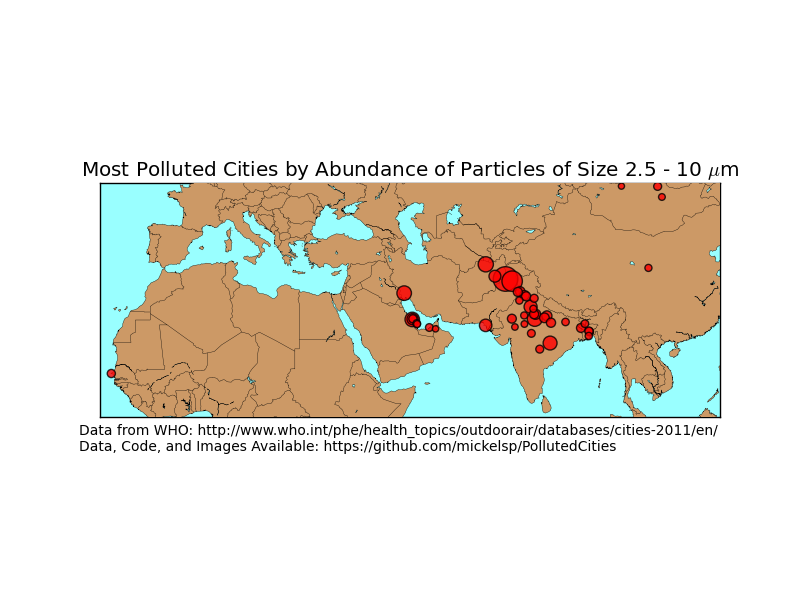 Most Polluted Cities by Abundance of Particles of Size 2.5 - 10 μm
Data from WHO: http://www.who.int/phe/health_topics/outdoorair/databases/cities-2011/en/
Data, Code, and Images Available: https://github.com/mickelsp/PollutedCities